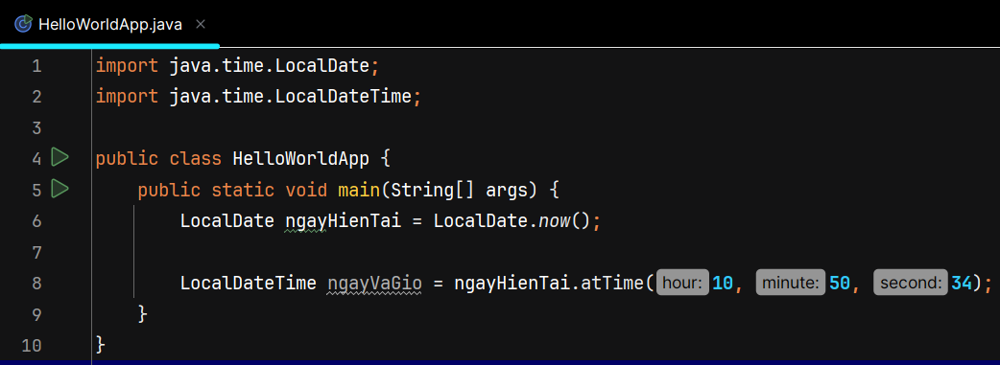 HelloWorldApp.java
1 import java.time.LocalDate;
2 import java.time.LocalDateTime;
3
4 public class HelloWorldApp {
5 public static void main(String[] args) {
6 LocalDate ngayHienTai = LocalDate.now();
7
8 LocalDateTime ngayVaGio = ngayHienTai.atTime( hour: 10, minute: 50, second: 34);
9 }
10 }